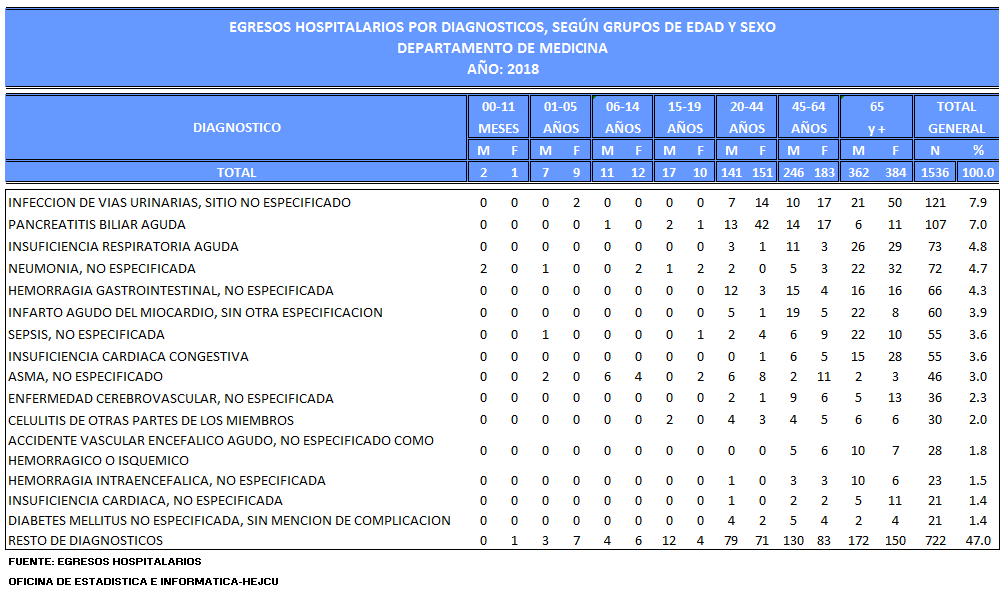 EGRESOS HOSPITALARIOS POR DIAGNOSTICOS, SEGÚN GRUPOS DE EDAD Y SEXO
DEPARTAMENTO DE MEDICINA
AÑO: 2018
DIAGNOSTICO 00-11 MESES 01-05 AÑOS 06-14 AÑOS 15-19 AÑOS 20-44 AÑOS 45-64 AÑOS 65 y + TOTAL GENERAL
M F M F M F M F M F M F M F N %
TOTAL 2 1 7 9 11 12 17 10 141 151 246 183 362 384 1536 100.0
INFECCION DE VIAS URINARIAS, SITIO NO ESPECIFICADO 0 0 0 2 0 0 0 0 7 14 10 17 21 50 121 7.9
PANCREATITIS BILIAR AGUDA 0 0 0 0 1 0 2 1 13 42 14 17 6 11 107 7.0
INSUFICIENCIA RESPIRATORIA AGUDA 0 0 0 0 0 0 0 0 3 1 11 3 26 29 73 4.8
NEUMONIA, NO ESPECIFICADA 2 0 1 0 0 2 1 2 2 0 5 3 22 32 72 4.7
HEMORRAGIA GASTROINTESTINAL, NO ESPECIFICADA 0 0 0 0 0 0 0 0 12 3 15 4 16 16 66 4.3
INFARTO AGUDO DEL MIOCARDIO, SIN OTRA ESPECIFICACION 0 0 0 0 0 0 0 0 5 1 19 5 22 8 60 3.9
SEPSIS, NO ESPECIFICADA 0 0 1 0 0 0 0 1 2 4 6 9 22 10 55 3.6
INSUFICIENCIA CARDIACA CONGESTIVA 0 0 0 0 0 0 0 0 0 1 6 5 15 28 55 3.6
ASMA, NO ESPECIFICADO 0 0 2 0 6 4 0 2 6 8 2 11 2 3 46 3.0
ENFERMEDAD CEREBROVASCULAR, NO ESPECIFICADA 0 0 0 0 0 0 0 0 2 1 9 6 5 13 36 2.3
CELULITIS DE OTRAS PARTES DE LOS MIEMBROS 0 0 0 0 0 0 2 0 4 3 4 5 6 6 30 2.0
ACCIDENTE VASCULAR ENCEFALICO AGUDO, NO ESPECIFICADO COMO
HEMORRAGICO O ISQUEMICO 0 0 0 0 0 0 0 0 0 0 5 6 10 7 28 1.8
HEMORRAGIA INTRAENCEFALICA, NO ESPECIFICADA 0 0 0 0 0 0 0 0 1 0 3 3 10 6 23 1.5
INSUFICIENCIA CARDIACA, NO ESPECIFICADA 0 0 0 0 0 0 0 0 1 0 2 2 5 11 21 1.4
DIABETES MELLITUS NO ESPECIFICADA, SIN MENCION DE COMPLICACION 0 0 0 0 0 0 0 0 4 2 5 4 2 4 21 1.4
RESTO DE DIAGNOSTICOS 0 1 3 7 4 6 12 4 79 71 130 83 172 150 722 47.0
FUENTE: EGRESOS HOSPITALARIOS
OFICINA DE ESTADISTICA E INFORMATICA-HEJCU